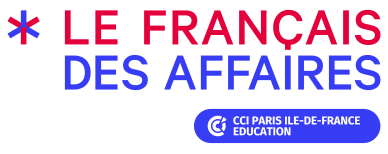 * LE FRANÇAIS
DES AFFAIRES
CCI PARIS ILE-DE-FRANCE
EDUCATION